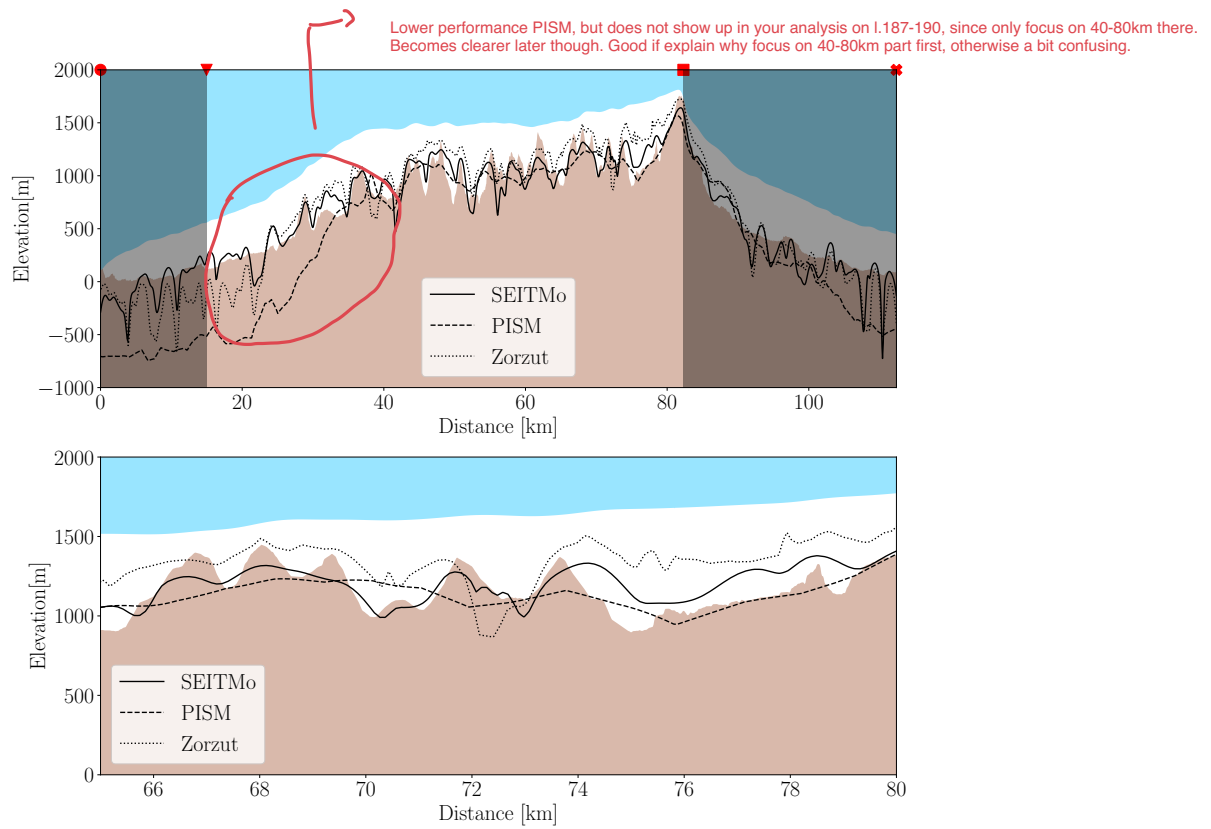 Lower performance PISM, but does not show up in your analysis on l.187-190, since only focus on 40-80km there.
Becomes clearer later though. Good if explain why focus on 40-80km part first, otherwise a bit confusing.
2000
1500
1000
500
0
−500
−1000
Elevation[m]
SEITMo
PISM
Zorzut
0 20 40 60 80 100
Distance [km]
2000
1500
1000
500
0
Elevation[m]
SEITMo
PISM
Zorzut
66 68 70 72 74 76 78 80
Distance [km]